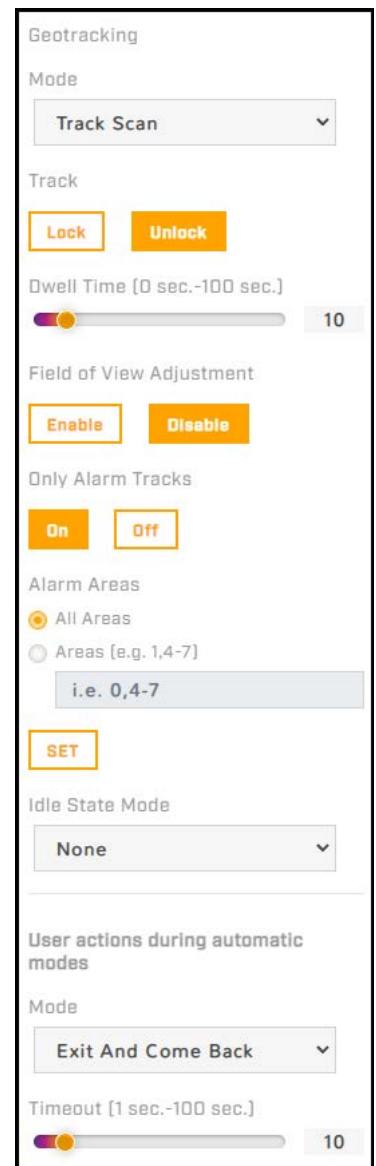 Geotracking
Mode
Track Scan
Track
Lock Unlock
Dwell Time (0 sec.-100 sec.)
10
Field of View Adjustment
Enable Disable
Only Alarm Tracks
On Off
Alarm Areas
All Areas
Areas (e.g. 1,4-7)
i.e. 0,4-7
SET
Idle State Mode
None
User actions during automatic
modes
Mode
Exit And Come Back
Timeout (1 sec.-100 sec.)
10